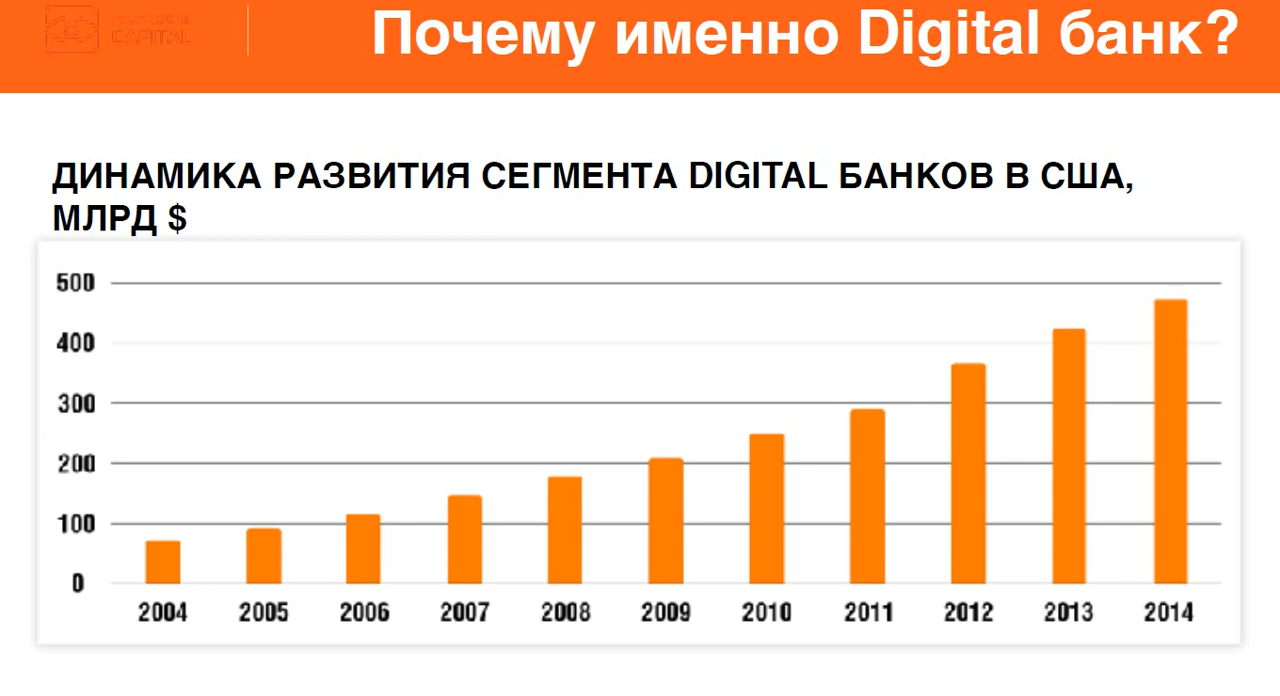 CAPITAL
Почему именно Digital банк?
ДИНАМИКА РАЗВИТИЯ СЕГМЕНТА DIGITAL БАНКОВ В США,
МЛРД $
500
400
300
200
100
0
2004 2005 2006 2007 2008 2009 2010 2011 2012 2013 2014